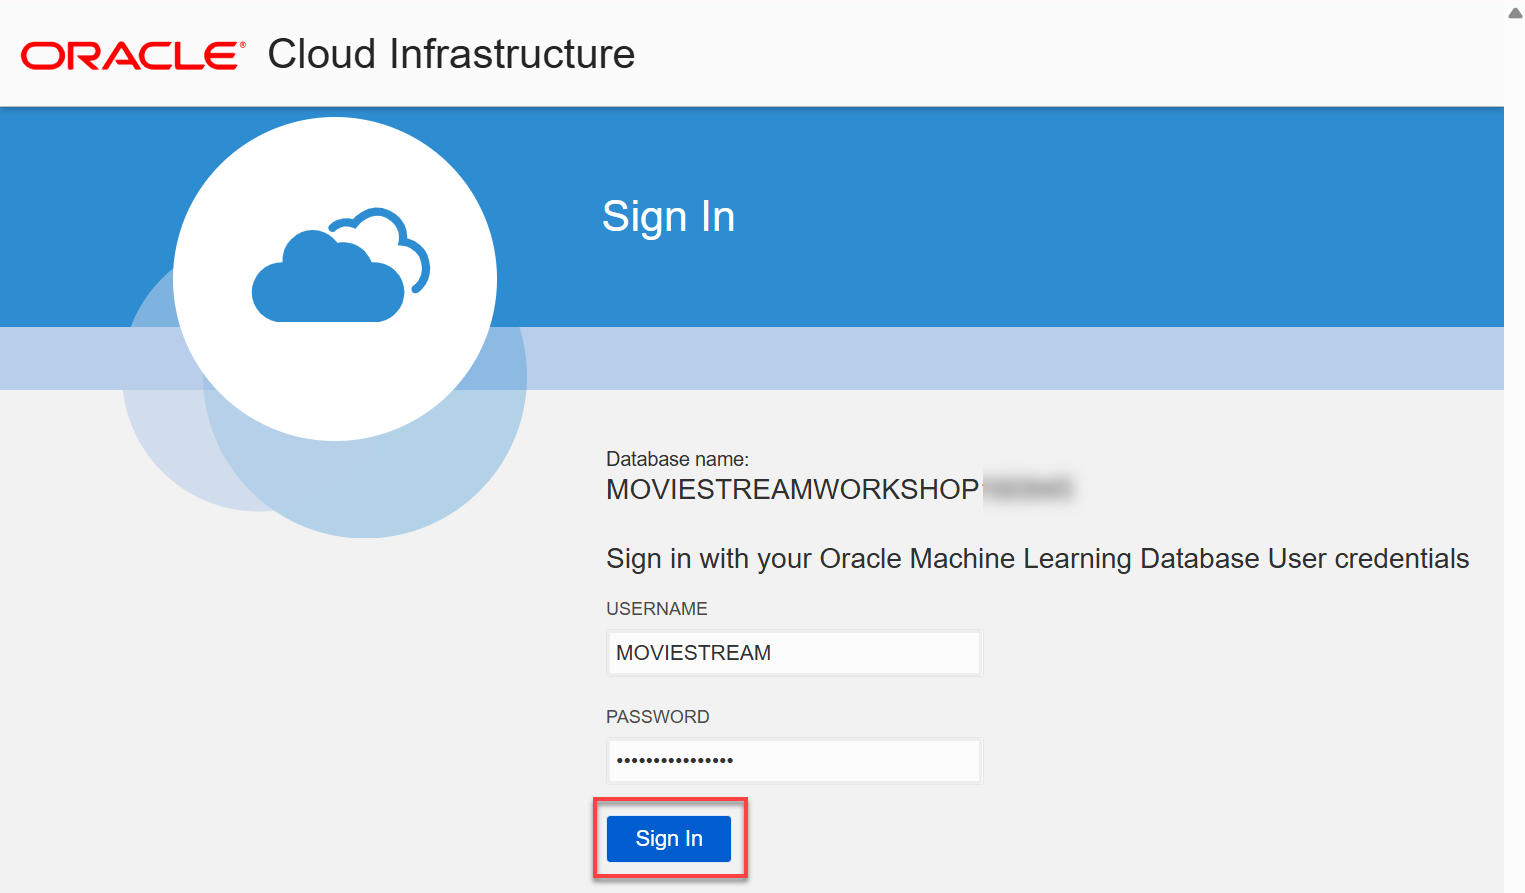 ORACLE® Cloud Infrastructure
Sign In
Database name:
MOVIESTREAMWORKSHOP
Sign in with your Oracle Machine Learning Database User credentials
USERNAME
MOVIESTREAM
PASSWORD
••••••••••••••••
Sign In